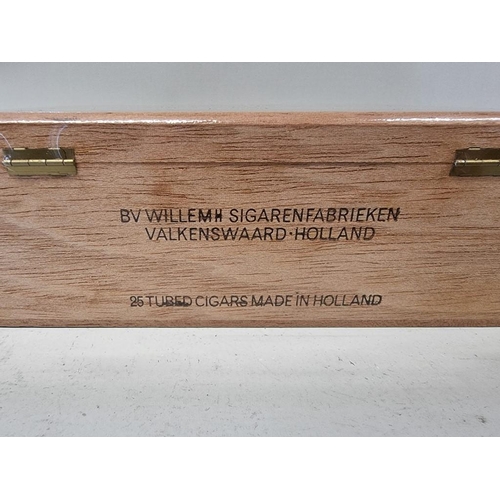 BV WILLEM II SIGARENFABRIEKEN
VALKENSWAARD·HOLLAND
25 TUBED CIGARS MADE IN HOLLAND